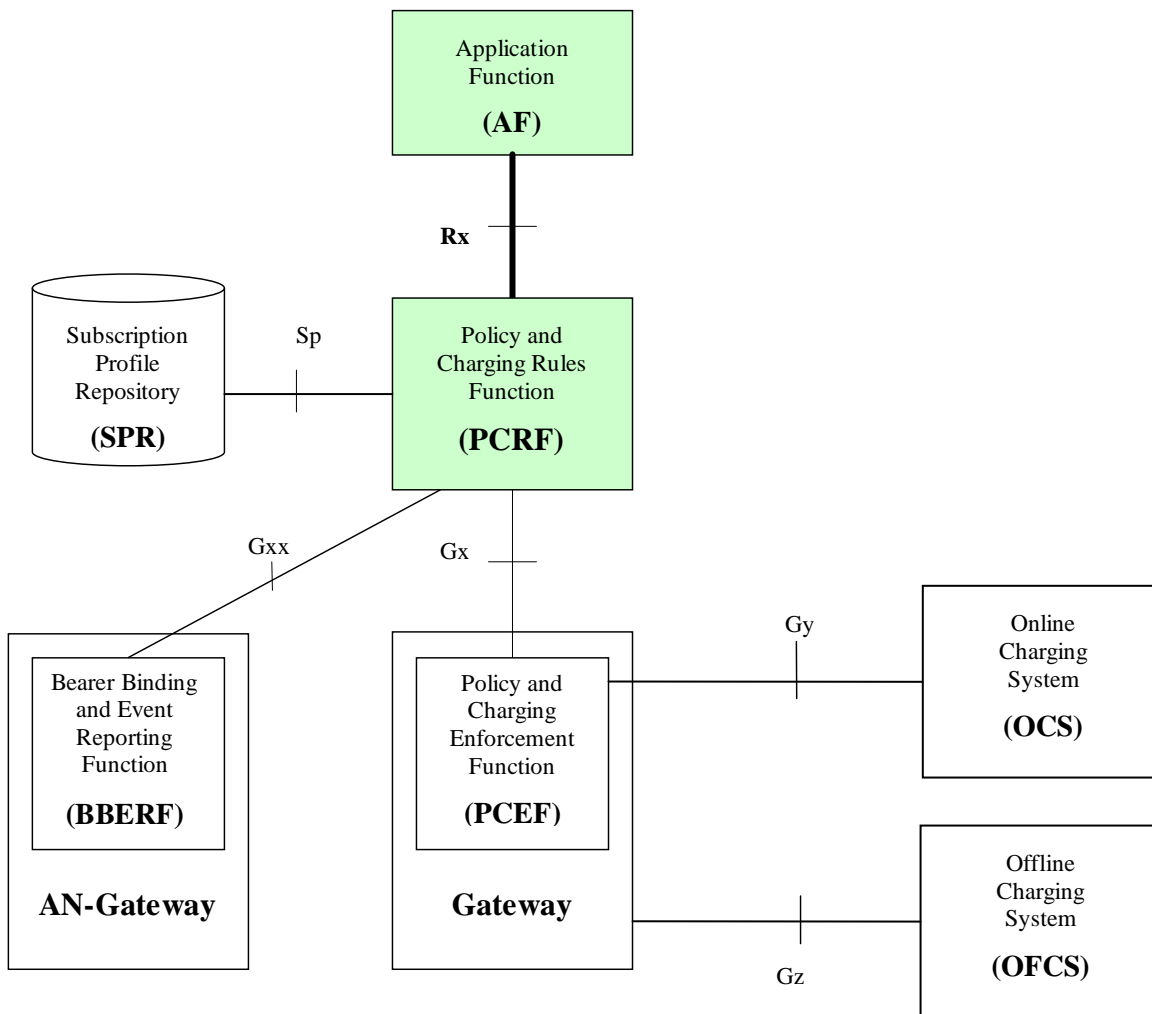 Application
Function
(AF)
Rx
Subscription
Profile
Repository
(SPR)
Sp
Policy and
Charging Rules
Function
(PCRF)
Gxx
Gx
Bearer Binding
and Event
Reporting
Function
(BBERF)
AN-Gateway
Policy and
Charging
Enforcement
Function
(PCEF)
Gateway
Gy
Online
Charging
System
(OCS)
Gz
Offline
Charging
System
(OFCS)